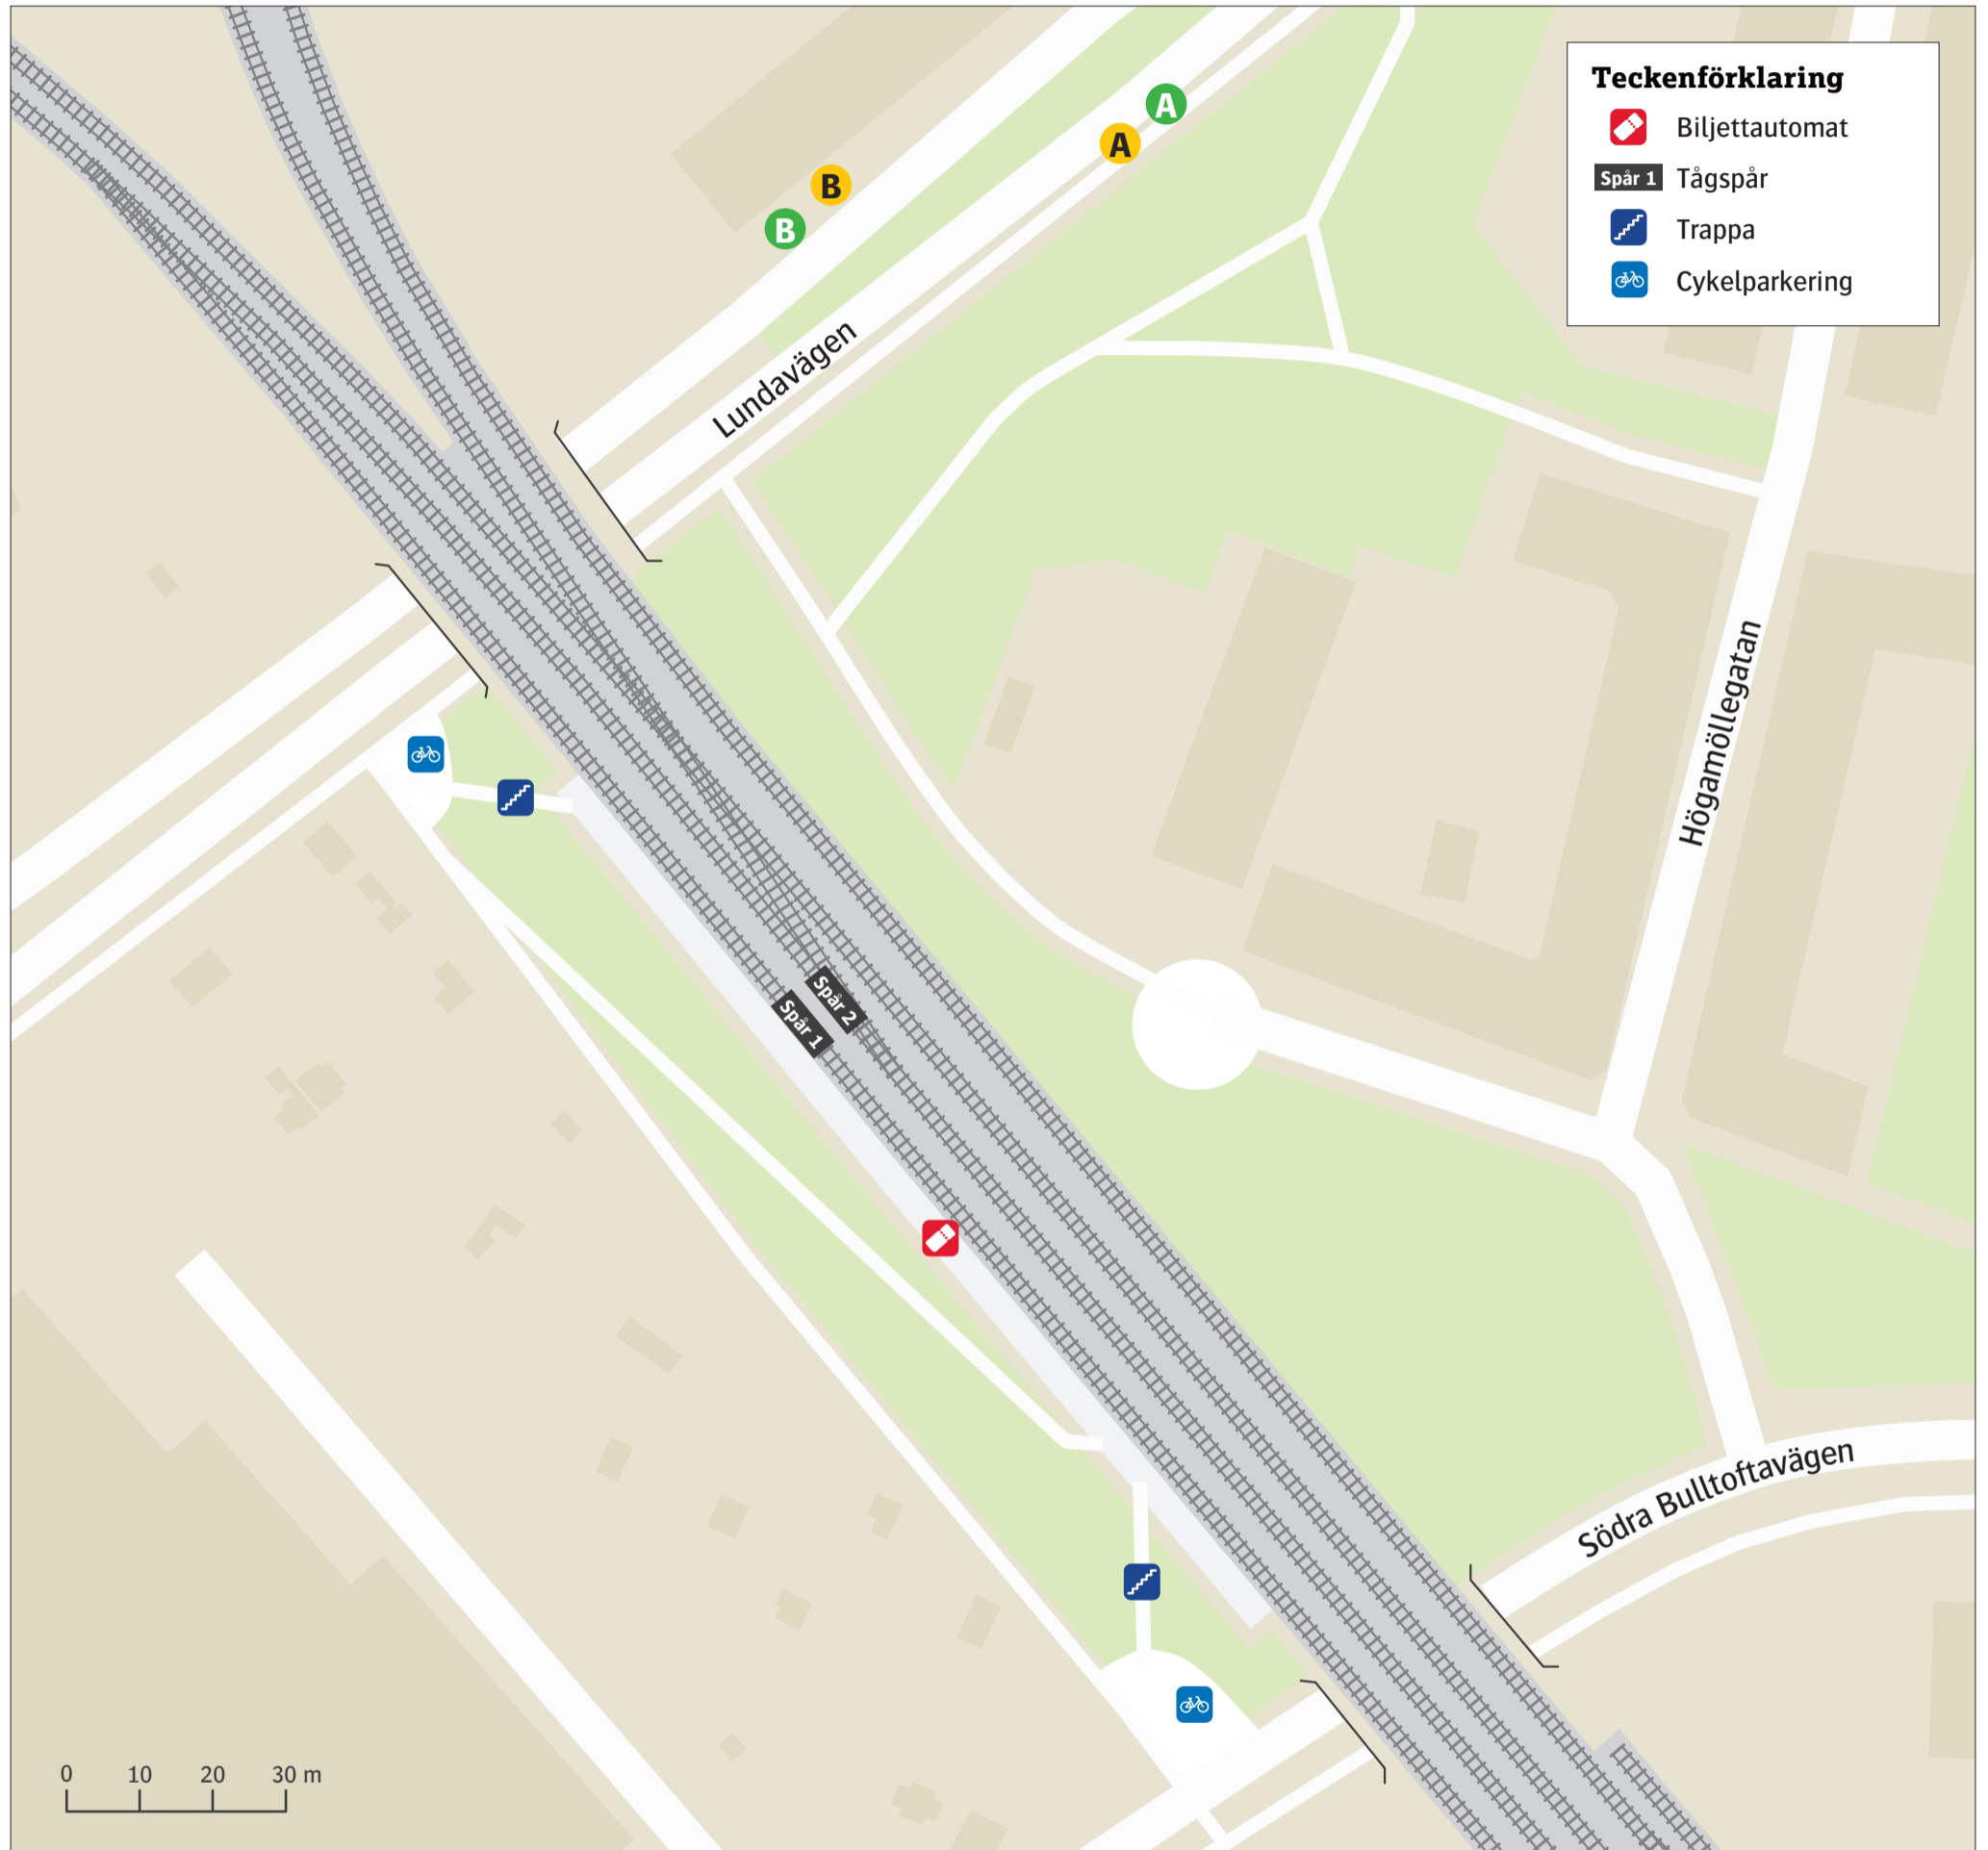 Teckenförklaring
Biljettautomat
Spår 1 Tågspår
Trappa
Cykelparkering
A
A
B
B
Lundavägen
Högamöllegatan
Spår 2
Spår 1
Södra Bulltoftavägen
0 10 20 30 m